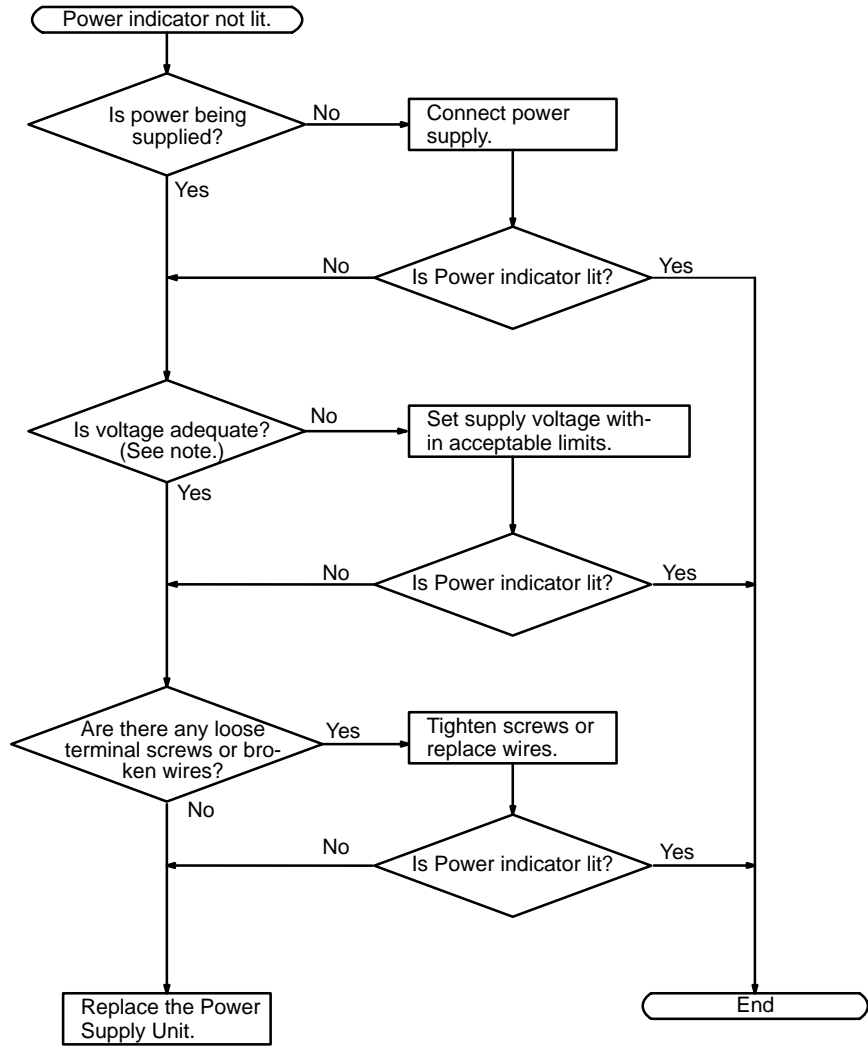 Power indicator not lit.
Is power being
supplied?
No
Connect power
supply.
Yes
No
Is Power indicator lit?
Yes
Is voltage adequate?
(See note.)
No
Set supply voltage with-
in acceptable limits.
Yes
No
Is Power indicator lit?
Yes
Are there any loose
terminal screws or bro-
ken wires?
Yes
Tighten screws or
replace wires.
No
No
Is Power indicator lit?
Yes
Replace the Power
Supply Unit.
End